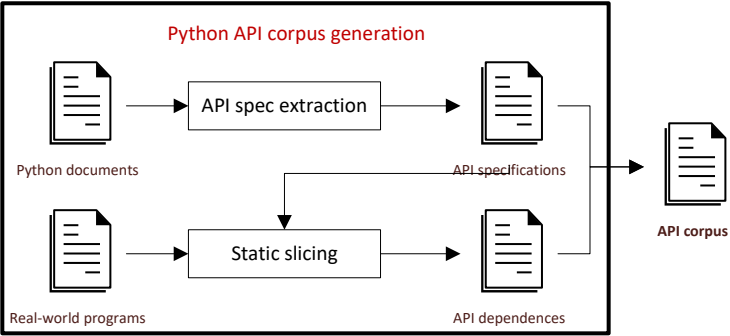 Python API corpus generation
API spec extraction
Python documents
API specifications
API corpus
Static slicing
Real-world programs
API dependences